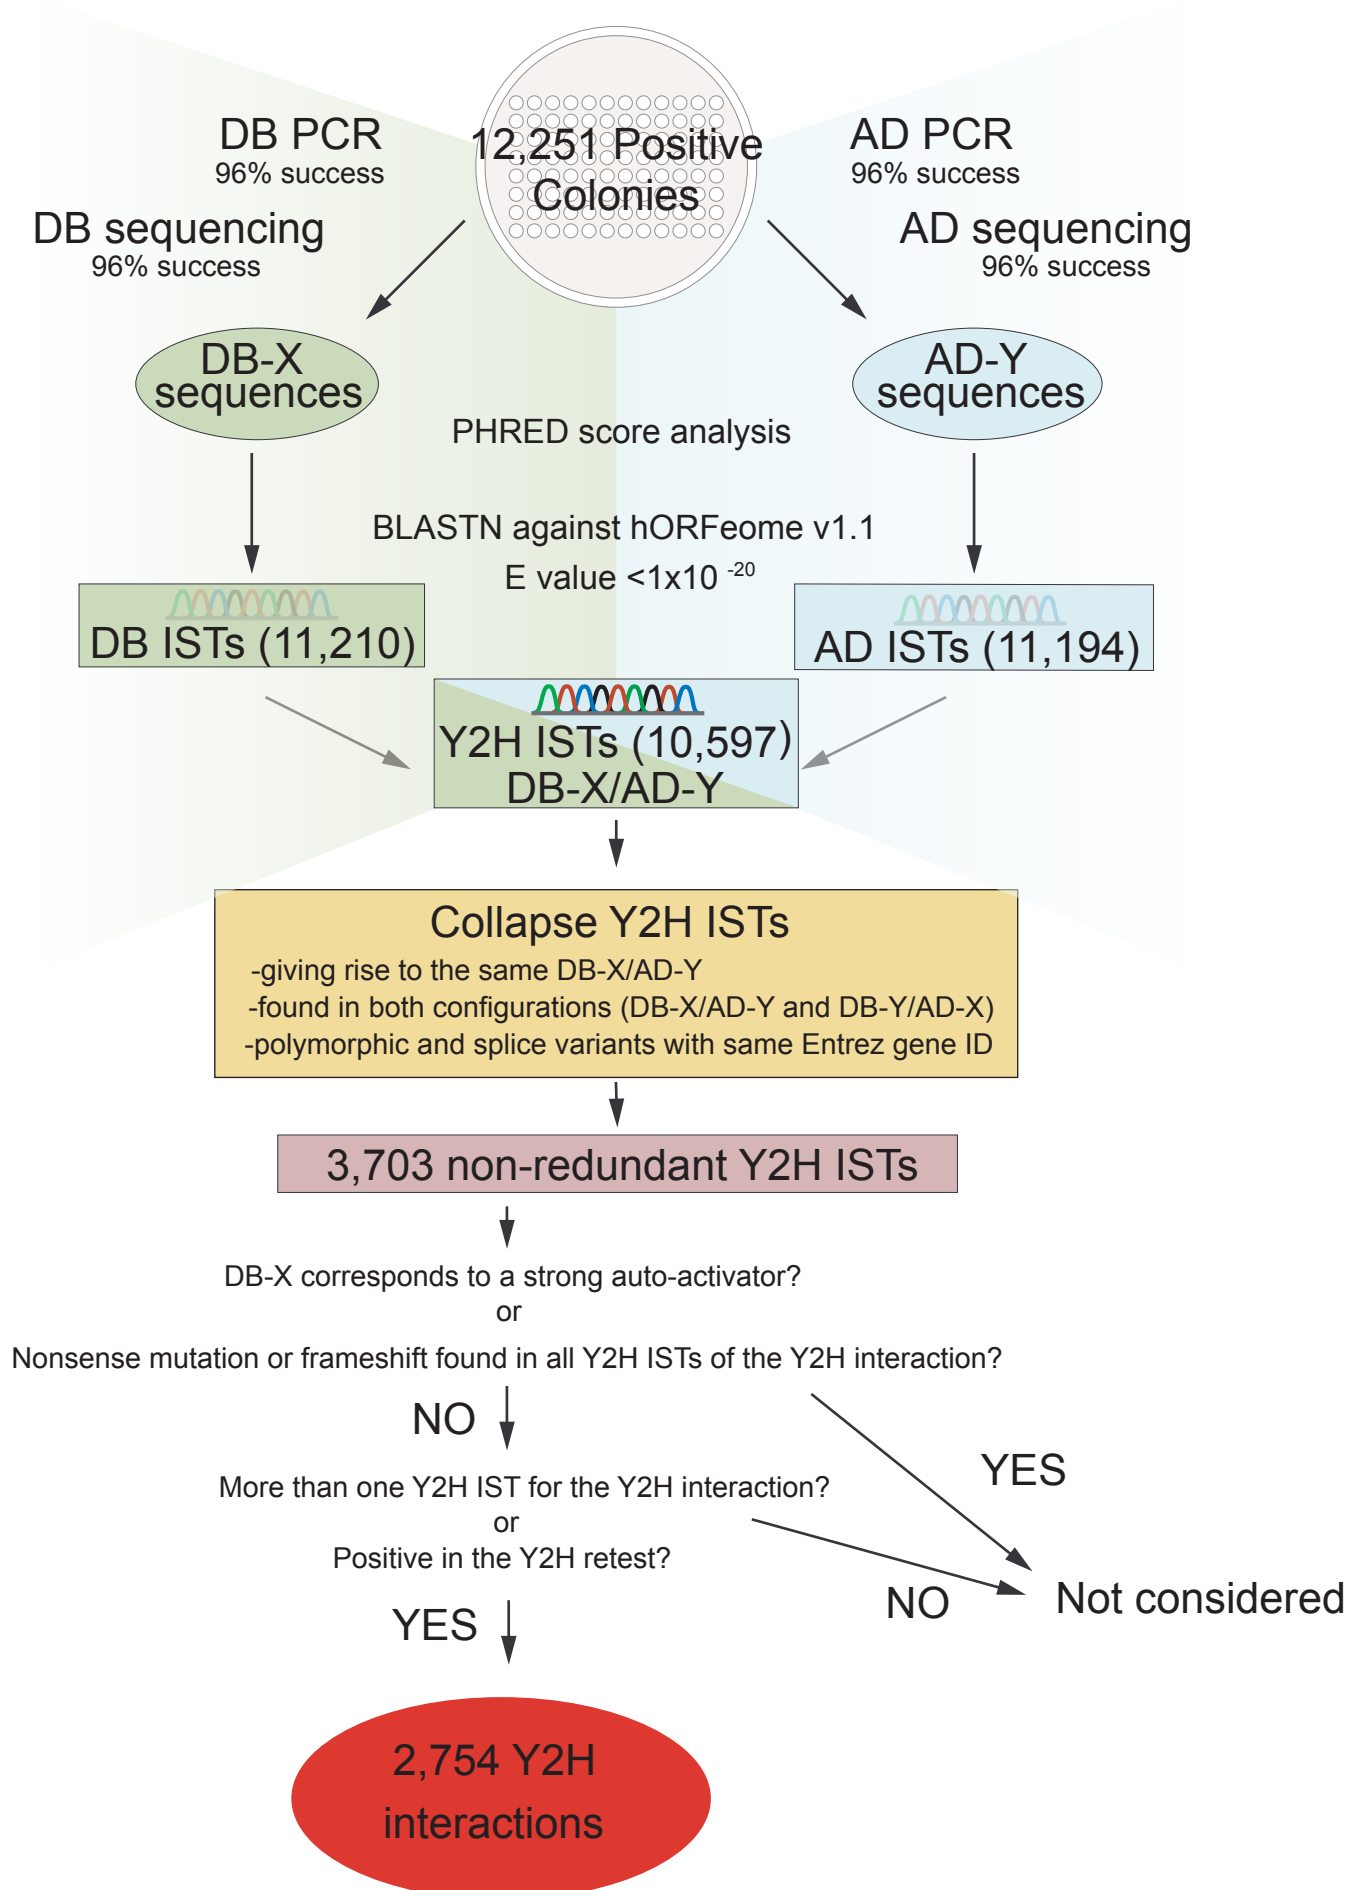 12,251 Positive
Colonies
DB PCR
96% success
DB sequencing
96% success
AD PCR
96% success
AD sequencing
96% success
DB-X
sequences
AD-Y
sequences
PHRED score analysis
BLASTN against hORFeome v1.1
E value <1x10 -20
DB ISTs (11,210)
AD ISTs (11,194)
Y2H ISTs (10,597)
DB-X/AD-Y
Collapse Y2H ISTs
-giving rise to the same DB-X/AD-Y
-found in both configurations (DB-X/AD-Y and DB-Y/AD-X)
-polymorphic and splice variants with same Entrez gene ID
3,703 non-redundant Y2H ISTs
DB-X corresponds to a strong auto-activator?
or
Nonsense mutation or frameshift found in all Y2H ISTs of the Y2H interaction?
NO
YES
More than one Y2H IST for the Y2H interaction?
or
Positive in the Y2H retest?
NO
Not considered
YES
2,754 Y2H
interactions